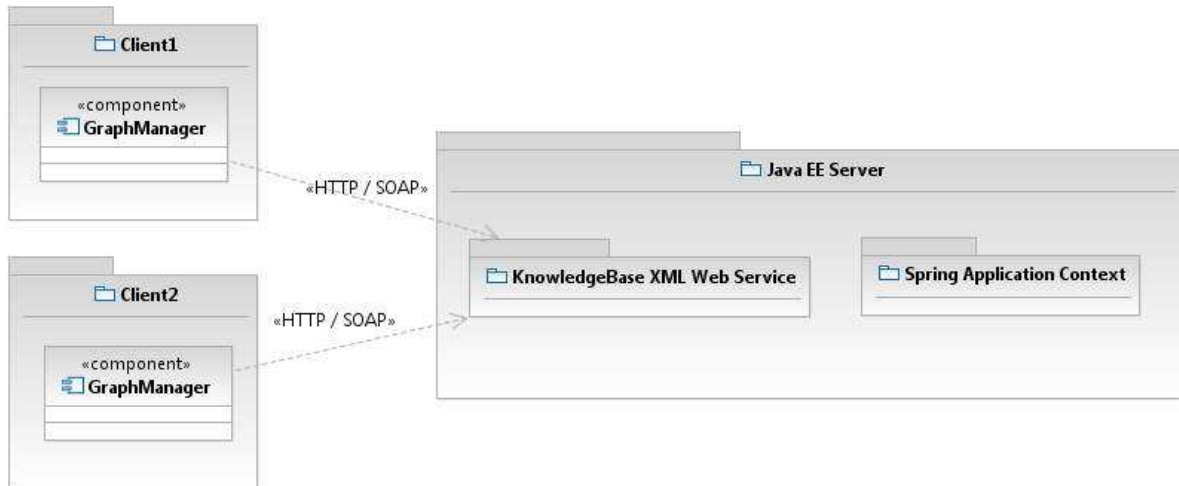 Client1
«component»
GraphManager
«HTTP / SOAP»
Java EE Server
KnowledgeBase XML Web Service
Spring Application Context
Client2
«HTTP / SOAP»
«component»
GraphManager